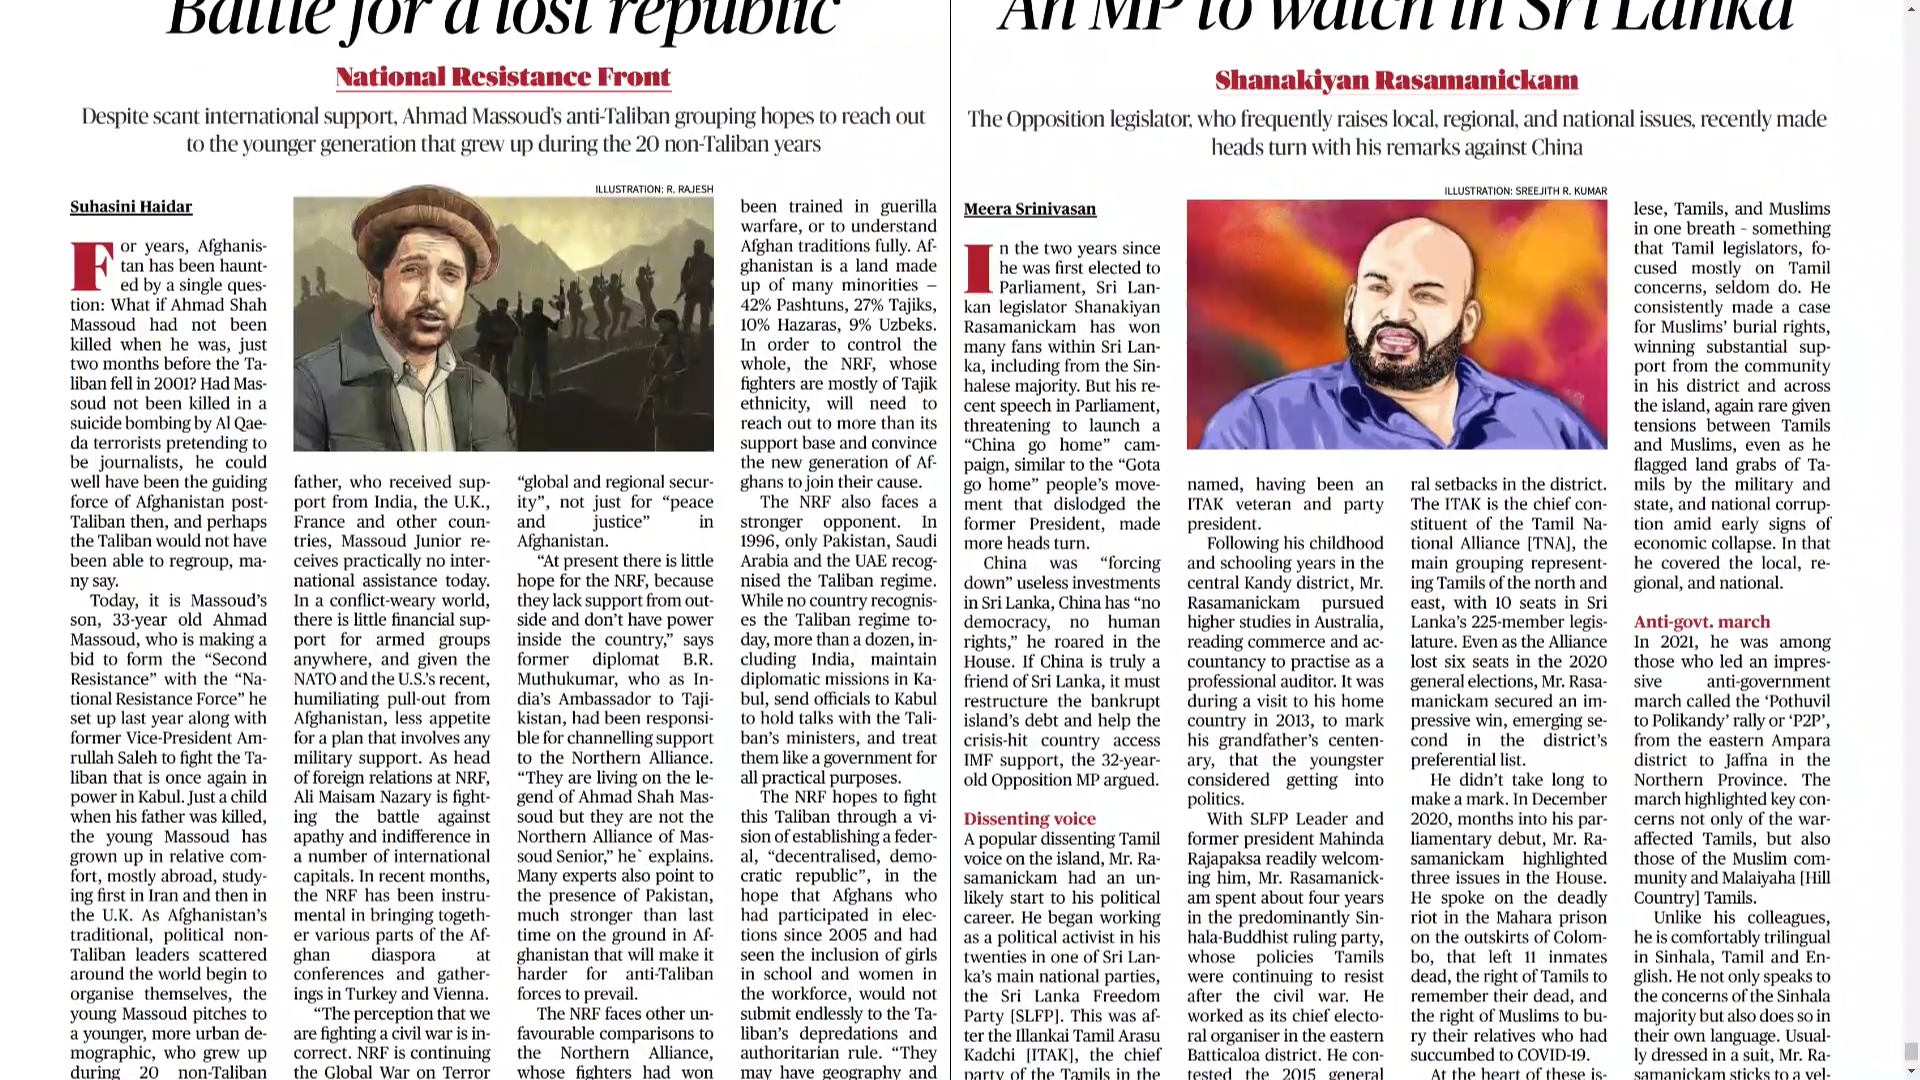 Battle for a lost republic
National Resistance Front
Despite scant international support, Ahmad Massoud's anti-Taliban grouping hopes to reach out
to the younger generation that grew up during the 20 non-Taliban years
Suhasini Haidar
For years, Afghanis-
tan has been haunt-
ed by a single ques-
tion: What if Ahmad Shah
Massoud had not been
killed when he was, just
two months before the Ta-
liban fell in 2001? Had Mas-
soud not been killed in a
suicide bombing by Al Qae-
da terrorists pretending to
be journalists, he could
well have been the guiding
force of Afghanistan post-
Taliban then, and perhaps
the Taliban would not have
been able to regroup, ma-
ny say.
Today, it is Massoud's
son, 33-year old Ahmad
Massoud, who is making a
bid to form the “Second
Resistance” with the “Na-
tional Resistance Force” he
set up last year along with
former Vice-President Am-
rullah Saleh to fight the Ta-
liban that is once again in
power in Kabul. Just a child
when his father was killed,
the young Massoud has
grown up in relative com-
fort, mostly abroad, study-
ing first in Iran and then in
the U.K. As Afghanistan's
traditional, political non-
Taliban leaders scattered
around the world begin to
organise themselves, the
young Massoud pitches to
a younger, more urban de-
mographic, who grew up
during 20 non-Taliban
ILLUSTRATION: R. RAJESH
father, who received sup-
port from India, the U.K.,
France and other coun-
tries, Massoud Junior re-
ceives practically no inter-
national assistance today.
In a conflict-weary world,
there is little financial sup-
port for armed groups
anywhere, and given the
NATO and the U.S.'s recent,
humiliating pull-out from
Afghanistan, less appetite
for a plan that involves any
military support. As head
of foreign relations at NRF,
Ali Maisam Nazary is fight-
ing the battle against
apathy and indifference in
a number of international
capitals. In recent months,
the NRF has been instru-
mental in bringing togeth-
er various parts of the Af-
ghan diaspora at
conferences and gather-
ings in Turkey and Vienna.
“The perception that we
are fighting a civil war is in-
correct. NRF is continuing
the Global War on Terror
“global and regional secur-
ity”, not just for “peace
and justice” in
Afghanistan.
“At present there is little
hope for the NRF, because
they lack support from out-
side and don't have power
inside the country,” says
former diplomat B.R.
Muthukumar, who as In-
dia's Ambassador to Taji-
kistan, had been responsi-
ble for channelling support
to the Northern Alliance.
“They are living on the le-
gend of Ahmad Shah Mas-
soud but they are not the
Northern Alliance of Mas-
soud Senior,” he` explains.
Many experts also point to
the presence of Pakistan,
much stronger than last
time on the ground in Af-
ghanistan that will make it
harder for anti-Taliban
forces to prevail.
The NRF faces other un-
favourable comparisons to
the Northern Alliance,
whose fighters had won
been trained in guerilla
warfare, or to understand
Afghan traditions fully. Af-
ghanistan is a land made
up of many minorities –
42% Pashtuns, 27% Tajiks,
10% Hazaras, 9% Uzbeks.
In order to control the
whole, the NRF, whose
fighters are mostly of Tajik
ethnicity, will need to
reach out to more than its
support base and convince
the new generation of Af-
ghans to join their cause.
The NRF also faces a
stronger opponent. In
1996, only Pakistan, Saudi
Arabia and the UAE recog-
nised the Taliban regime.
While no country recognis-
es the Taliban regime to-
day, more than a dozen, in-
cluding India, maintain
diplomatic missions in Ka-
bul, send officials to Kabul
to hold talks with the Tali-
ban's ministers, and treat
them like a government for
all practical purposes.
The NRF hopes to fight
this Taliban through a vi-
sion of establishing a feder-
al, “decentralised, demo-
cratic republic”, in the
hope that Afghans who
had participated in elec-
tions since 2005 and had
seen the inclusion of girls
in school and women in
the workforce, would not
submit endlessly to the Ta-
liban's depredations and
authoritarian rule. “They
may have geography and
An MP to watch in Sri Lanka
Shanakiyan Rasamanickam
The Opposition legislator, who frequently raises local, regional, and national issues, recently made
heads turn with his remarks against China
Meera Srinivasan
In the two years since
he was first elected to
Parliament, Sri Lan-
kan legislator Shanakiyan
Rasamanickam has won
many fans within Sri Lan-
ka, including from the Sin-
halese majority. But his re-
cent speech in Parliament,
threatening to launch a
“China go home” cam-
paign, similar to the “Gota
go home” people's move-
ment that dislodged the
former President, made
more heads turn.
China was “forcing
down” useless investments
in Sri Lanka, China has “no
democracy, no human
rights,” he roared in the
House. If China is truly a
friend of Sri Lanka, it must
restructure the bankrupt
island's debt and help the
crisis-hit country access
IMF support, the 32-year-
old Opposition MP argued.
Dissenting voice
A popular dissenting Tamil
voice on the island, Mr. Ra-
samanickam had an un-
likely start to his political
career. He began working
as a political activist in his
twenties in one of Sri Lan-
ka's main national parties,
the Sri Lanka Freedom
Party [SLFP]. This was af-
ter the Illankai Tamil Arasu
Kadchi [ITAK], the chief
party of the Tamils in the
ILLUSTRATION: SREEJITH R. KUMAR
named, having been an
ITAK veteran and party
president.
Following his childhood
and schooling years in the
central Kandy district, Mr.
Rasamanickam pursued
higher studies in Australia,
reading commerce and ac-
countancy to practise as a
professional auditor. It was
during a visit to his home
country in 2013, to mark
his grandfather's centen-
ary, that the youngster
considered getting into
politics.
With SLFP Leader and
former president Mahinda
Rajapaksa readily welcom-
ing him, Mr. Rasamanick-
am spent about four years
in the predominantly Sin-
hala-Buddhist ruling party,
whose policies Tamils
were continuing to resist
after the civil war. He
worked as its chief electo-
ral organiser in the eastern
Batticaloa district. He con-
tested the 2015 general
ral setbacks in the district.
The ITAK is the chief con-
stituent of the Tamil Na-
tional Alliance [TNA], the
main grouping represent-
ing Tamils of the north and
east, with 10 seats in Sri
Lanka's 225-member legis-
lature. Even as the Alliance
lost six seats in the 2020
general elections, Mr. Rasa-
manickam secured an im-
pressive win, emerging se-
cond in the district's
preferential list.
He didn't take long to
make a mark. In December
2020, months into his par-
liamentary debut, Mr. Ra-
samanickam highlighted
three issues in the House.
He spoke on the deadly
riot in the Mahara prison
on the outskirts of Colom-
bo, that left 11 inmates
dead, the right of Tamils to
remember their dead, and
the right of Muslims to bu-
ry their relatives who had
succumbed to COVID-19.
At the heart of these is-
lese, Tamils, and Muslims
in one breath - something
that Tamil legislators, fo-
cused mostly on Tamil
concerns, seldom do. He
consistently made a case
for Muslims' burial rights,
winning substantial sup-
port from the community
in his district and across
the island, again rare given
tensions between Tamils
and Muslims, even as he
flagged land grabs of Ta-
mils by the military and
state, and national corrup-
tion amid early signs of
economic collapse. In that
he covered the local, re-
gional, and national.
Anti-govt. march
In 2021, he was among
those who led an impres-
sive anti-government
march called the ‘Pothuvil
to Polikandy’ rally or ‘P2P’,
from the eastern Ampara
district to Jaffna in the
Northern Province. The
march highlighted key con-
cerns not only of the war-
affected Tamils, but also
those of the Muslim com-
munity and Malaiyaha [Hill
Country] Tamils.
Unlike his colleagues,
he is comfortably trilingual
in Sinhala, Tamil and En-
glish. He not only speaks to
the concerns of the Sinhala
majority but also does so in
their own language. Usual-
ly dressed in a suit, Mr. Ra-
samanickam sticks to a vel-